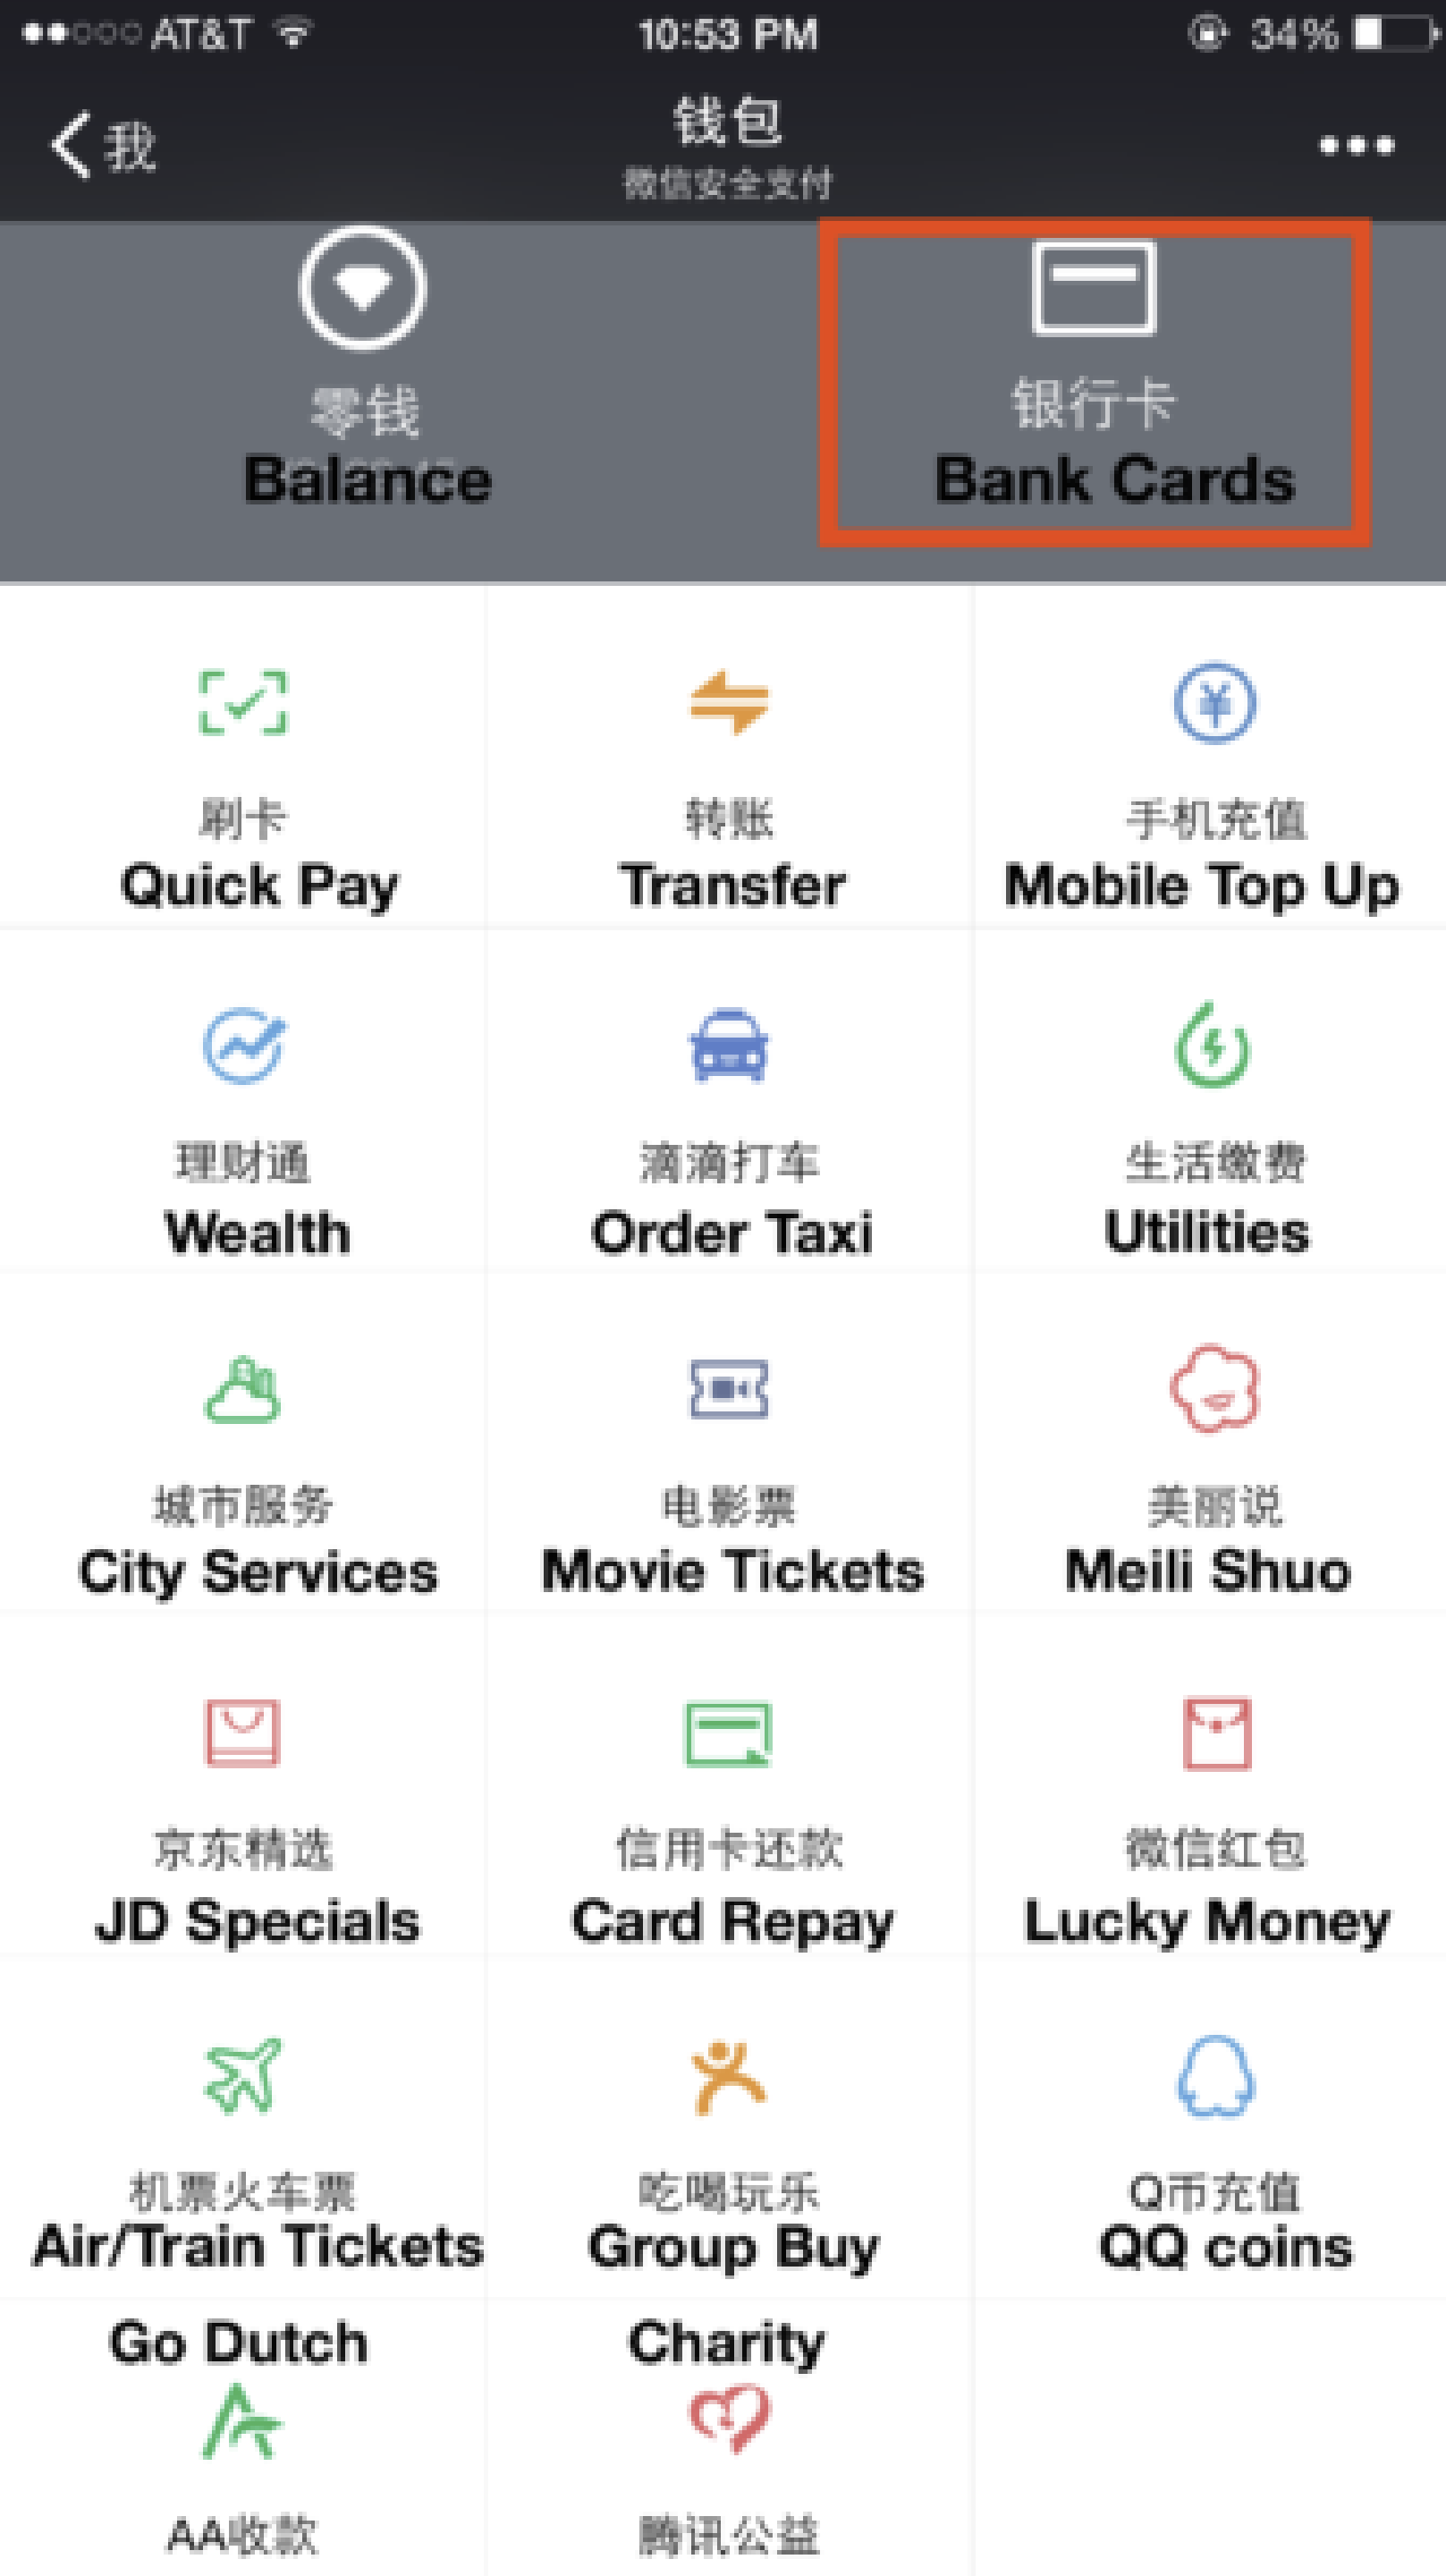 AT&T 10:53 PM 34%
我 钱包
微信安全支付
零钱 银行卡
Balance Bank Cards
刷卡 转账 手机充值
Quick Pay Transfer Mobile Top Up
理财通 滴滴打车 生活缴费
Wealth Order Taxi Utilities
城市服务 电影票 美丽说
City Services Movie Tickets Meili Shuo
京东精选 信用卡还款 微信红包
JD Specials Card Repay Lucky Money
机票火车票 吃喝玩乐 Q币充值
Air/Train Tickets Group Buy QQ coins
Go Dutch Charity
AA收款 腾讯公益